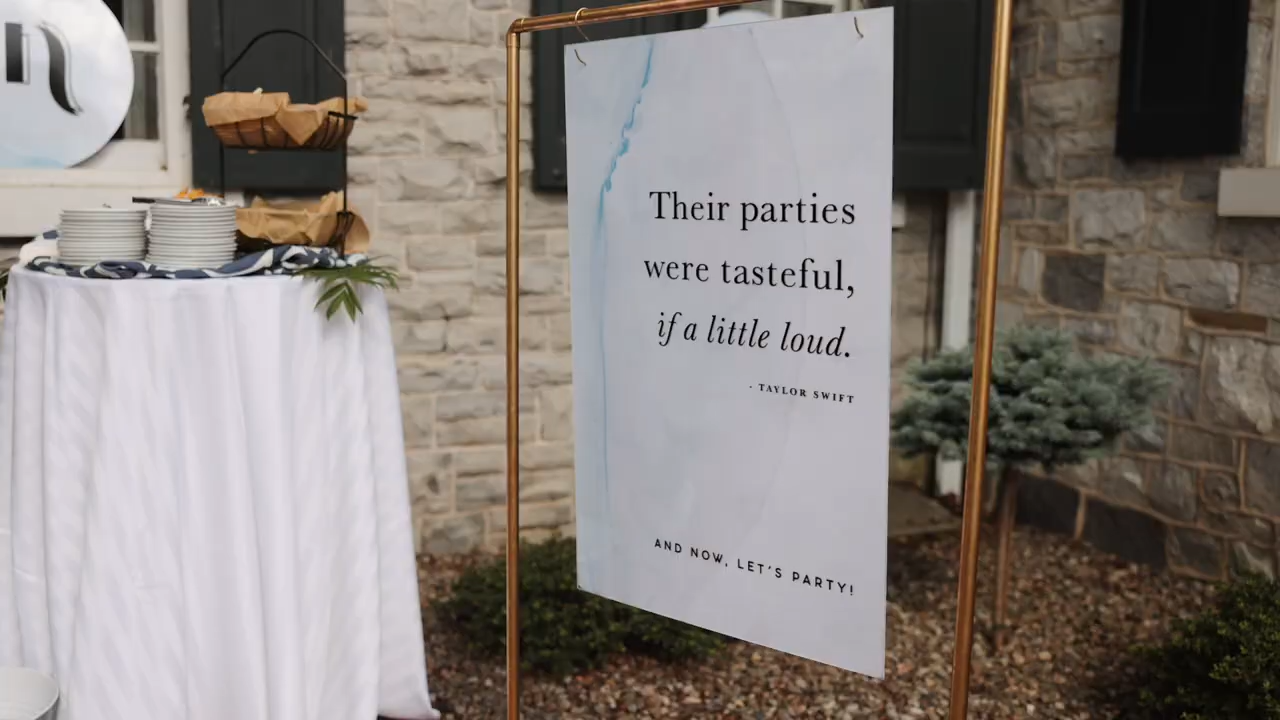 Their parties
were tasteful,
if a little loud.
- TAYLOR SWIFT
AND NOW, LET'S PARTY!